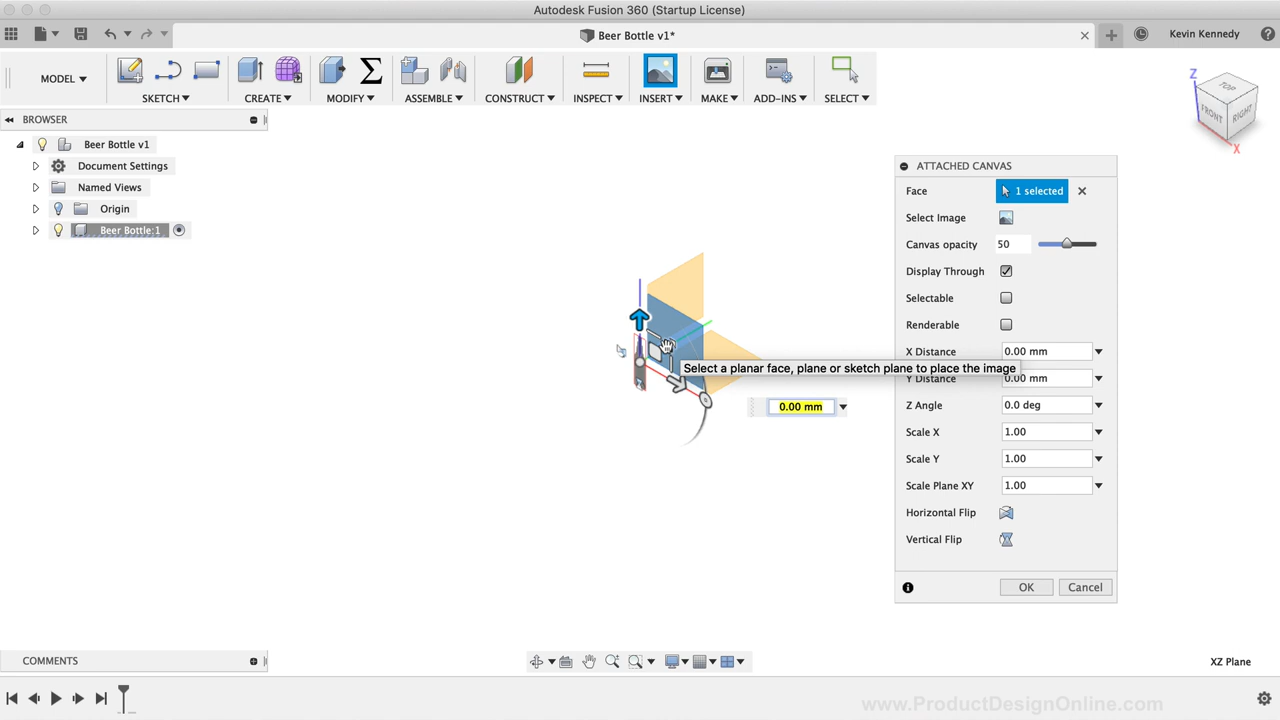 Autodesk Fusion 360 (Startup License)
Beer Bottle v1*
Kevin Kennedy
MODEL
SKETCH
CREATE
MODIFY
ASSEMBLE
CONSTRUCT
INSPECT
INSERT
MAKE
ADD-INS
SELECT
Z
TOP
FRONT
RIGHT
X
BROWSER
Beer Bottle v1
Document Settings
Named Views
Origin
Beer Bottle:1
ATTACHED CANVAS
Face 1 selected
Select Image
Canvas opacity 50
Display Through
Selectable
Renderable
X Distance 0.00 mm
Select a planar face, plane or sketch plane to place the image
Y Distance 0.00 mm
Z Angle 0.0 deg
0.00 mm
Scale X 1.00
Scale Y 1.00
Scale Plane XY 1.00
Horizontal Flip
Vertical Flip
OK Cancel
COMMENTS
XZ Plane
www.ProductDesignOnline.com